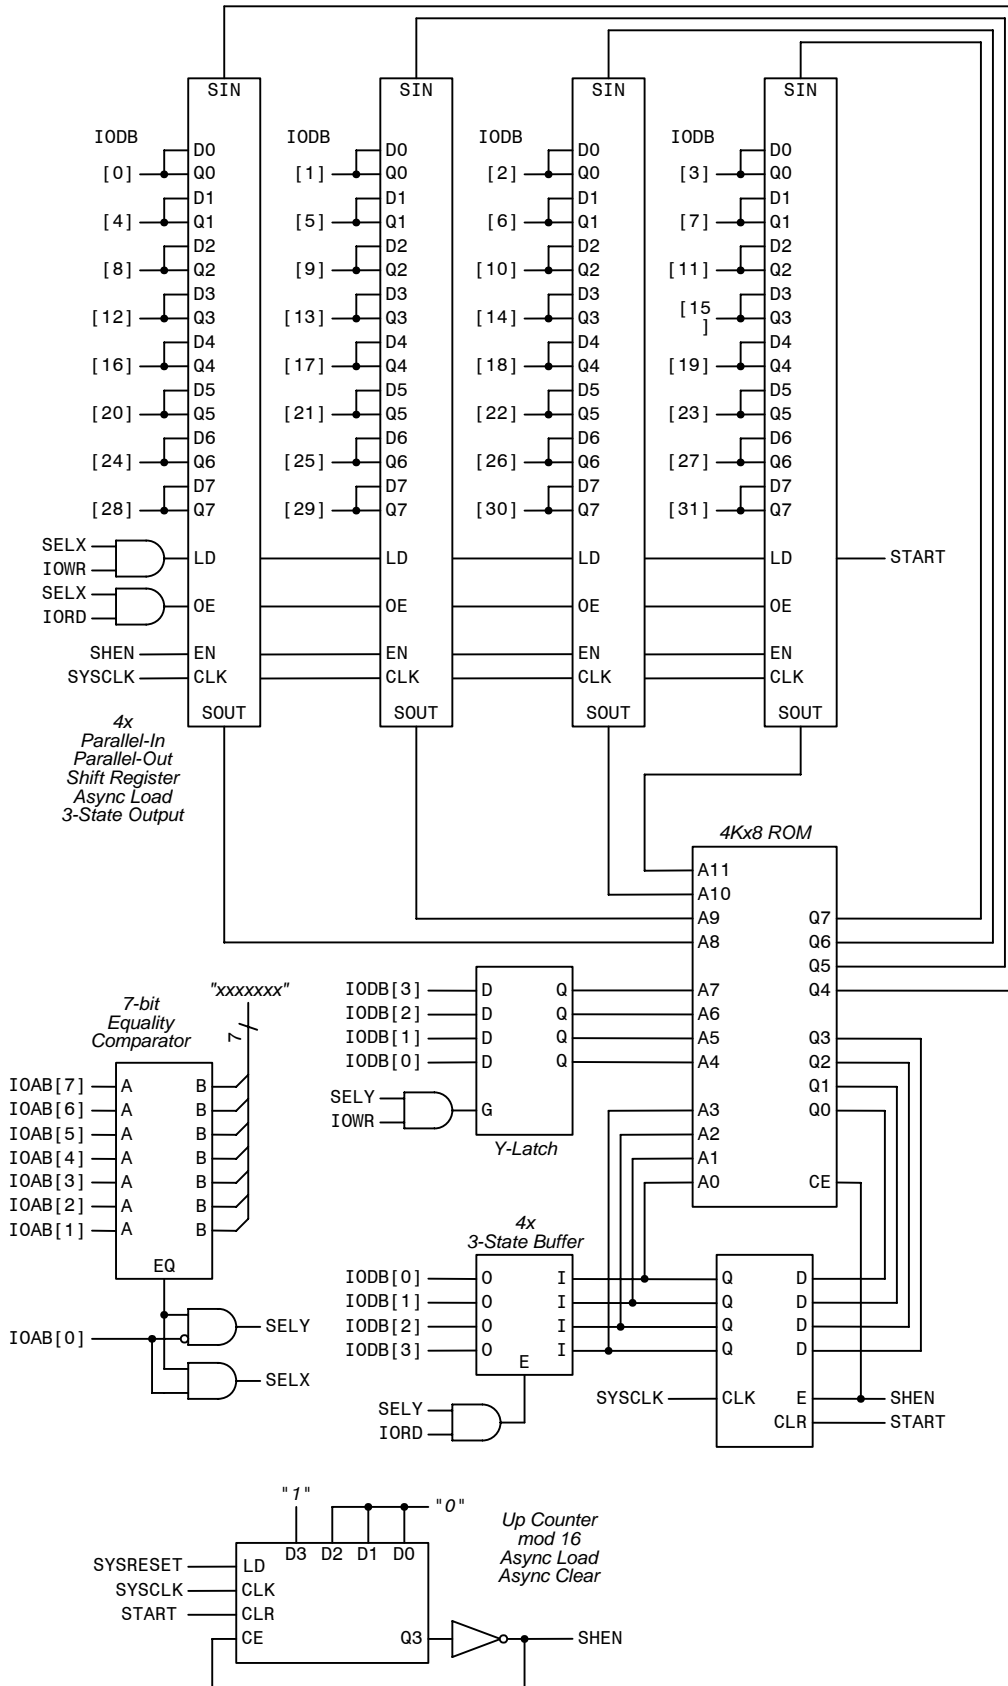 SIN SIN SIN SIN
IODB IODB IODB IODB
D0 D0 D0 D0
[0] Q0 [1] Q0 [2] Q0 [3] Q0
D1 D1 D1 D1
[4] Q1 [5] Q1 [6] Q1 [7] Q1
D2 D2 D2 D2
[8] Q2 [9] Q2 [10] Q2 [11] Q2
D3 D3 D3 D3
[12] Q3 [13] Q3 [14] Q3 [15
] Q3
D4 D4 D4 D4
[16] Q4 [17] Q4 [18] Q4 [19] Q4
D5 D5 D5 D5
[20] Q5 [21] Q5 [22] Q5 [23] Q5
D6 D6 D6 D6
[24] Q6 [25] Q6 [26] Q6 [27] Q6
D7 D7 D7 D7
[28] Q7 [29] Q7 [30] Q7 [31] Q7
SELX
IOWR
LD LD LD LD START
SELX
IORD
OE OE OE OE
SHEN EN EN EN EN
SYSCLK CLK CLK CLK CLK
SOUT SOUT SOUT SOUT
4x
Parallel-In
Parallel-Out
Shift Register
Async Load
3-State Output
4Kx8 ROM
A11
A10
A9 Q7
A8 Q6
Q5
A7 Q4
A6
A5 Q3
A4 Q2
Q1
A3 Q0
A2
A1
A0 CE
IODB[3] D Q
IODB[2] D Q
IODB[1] D Q
IODB[0] D Q
SELY
IOWR
G
Y-Latch
7-bit
Equality
Comparator
"xxxxxxx"
7
IOAB[7] A B
IOAB[6] A B
IOAB[5] A B
IOAB[4] A B
IOAB[3] A B
IOAB[2] A B
IOAB[1] A B
EQ
IOAB[0]
SELY
SELX
4x
3-State Buffer
IODB[0] O I
IODB[1] O I
IODB[2] O I
IODB[3] O I
E
SELY
IORD
Q D
Q D
Q D
Q D
SYSCLK CLK E SHEN
CLR START
"1"
"0"
Up Counter
mod 16
Async Load
Async Clear
D3 D2 D1 D0
SYSRESET LD
SYSCLK CLK
START CLR
CE Q3 SHEN